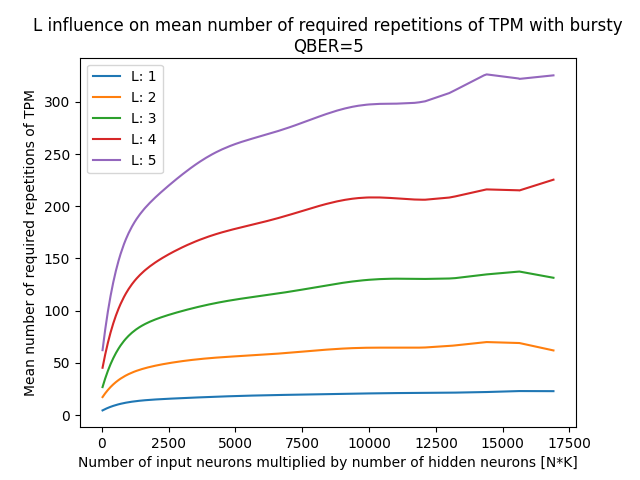 L influence on mean number of required repetitions of TPM with bursty
QBER=5
L: 1
L: 2
L: 3
L: 4
L: 5
300
250
200
150
100
50
0
Mean number of required repetitions of TPM
0 2500 5000 7500 10000 12500 15000 17500
Number of input neurons multiplied by number of hidden neurons [N*K]